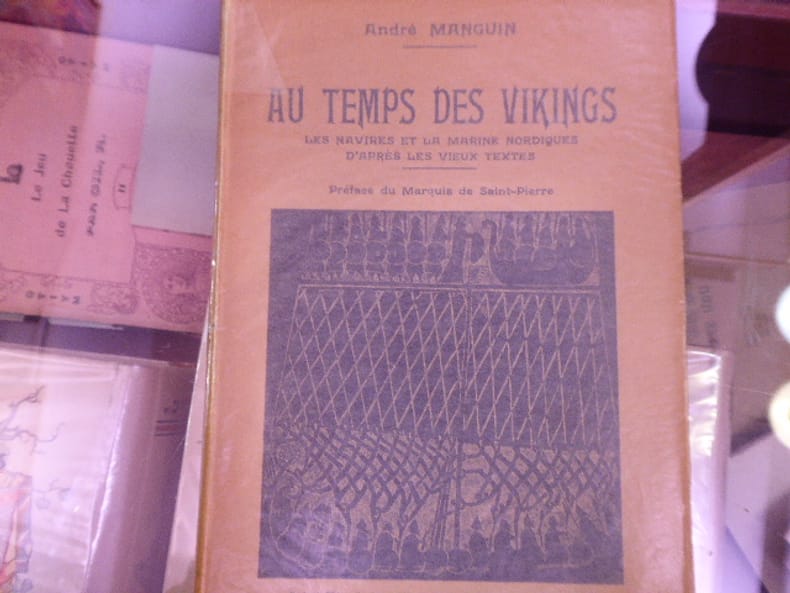 André MANGUIN
AU TEMPS DES VIKINGS
LES NAVIRES ET LA MARINE NORDIQUES
D'APRÈS LES VIEUX TEXTES
Préface du Marquis de Saint-Pierre
Le Jeu
de La Chouette